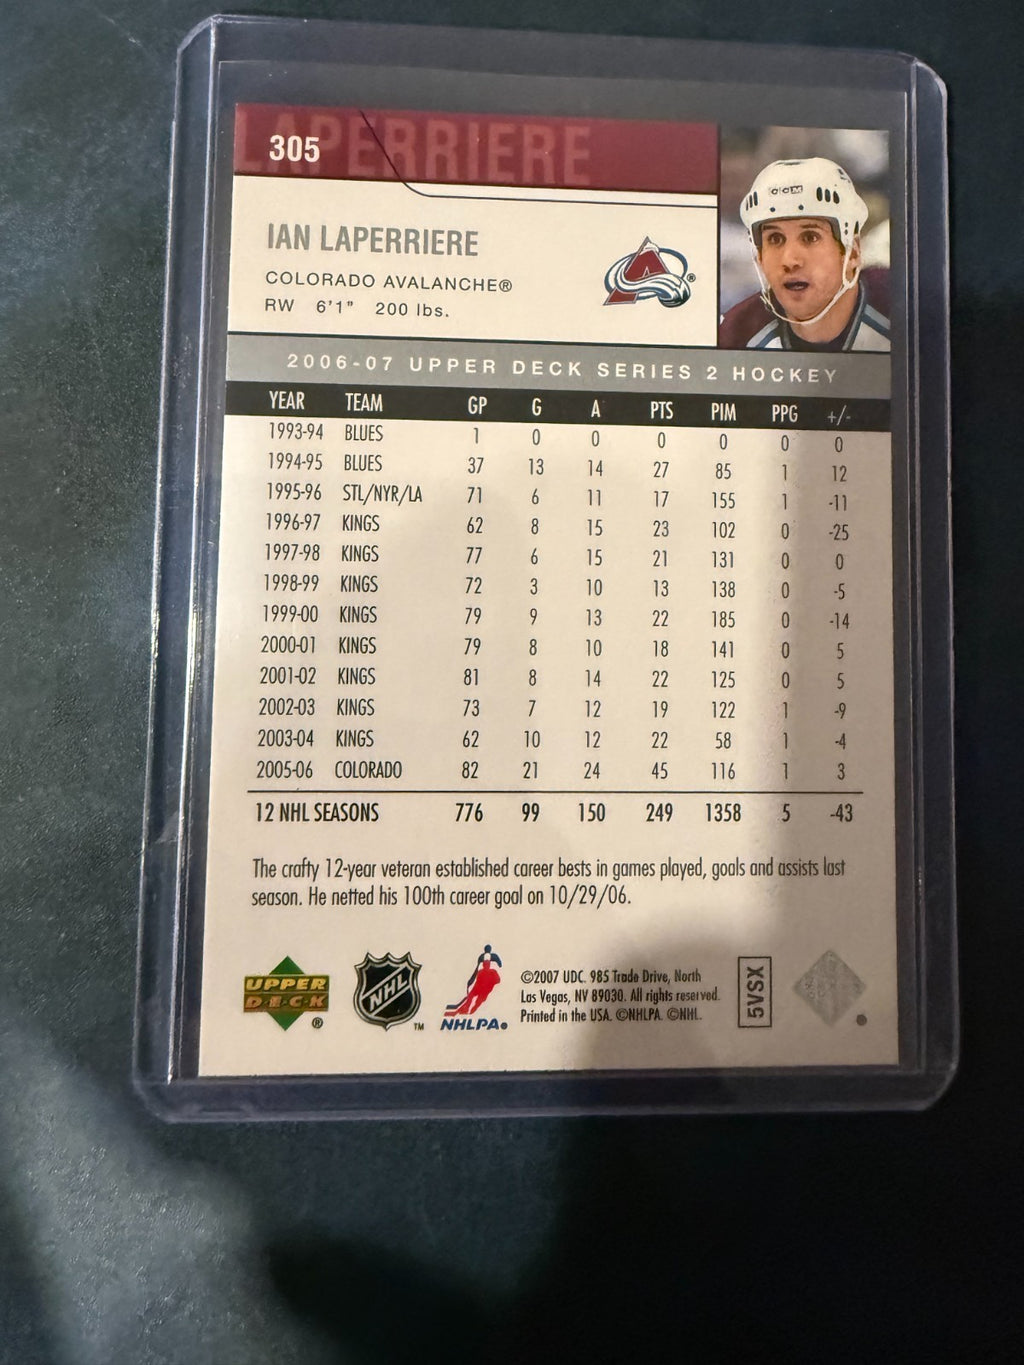 LAPERRIERE
305
CCM
IAN LAPERRIERE
COLORADO AVALANCHE®
RW 6'1" 200 lbs.
A ®
2006-07 UPPER DECK SERIES 2 HOCKEY
YEAR TEAM GP G A PTS PIM PPG +/-
1993-94 BLUES 1 0 0 0 0 0 0
1994-95 BLUES 37 13 14 27 85 1 12
1995-96 STL/NYR/LA 71 6 11 17 155 1 -11
1996-97 KINGS 62 8 15 23 102 0 -25
1997-98 KINGS 77 6 15 21 131 0 0
1998-99 KINGS 72 3 10 13 138 0 -5
1999-00 KINGS 79 9 13 22 185 0 -14
2000-01 KINGS 79 8 10 18 141 0 5
2001-02 KINGS 81 8 14 22 125 0 5
2002-03 KINGS 73 7 12 19 122 1 -9
2003-04 KINGS 62 10 12 22 58 1 -4
2005-06 COLORADO 82 21 24 45 116 1 3
12 NHL SEASONS 776 99 150 249 1358 5 -43
The crafty 12-year veteran established career bests in games played, goals and assists last
season. He netted his 100th career goal on 10/29/06.
UPPER
DECK ®
NHL ™
NHLPA®
©2007 UDC. 985 Trade Drive, North
Las Vegas, NV 89030. All rights reserved.
Printed in the USA. ©NHLPA. ©NHL.
5VSX